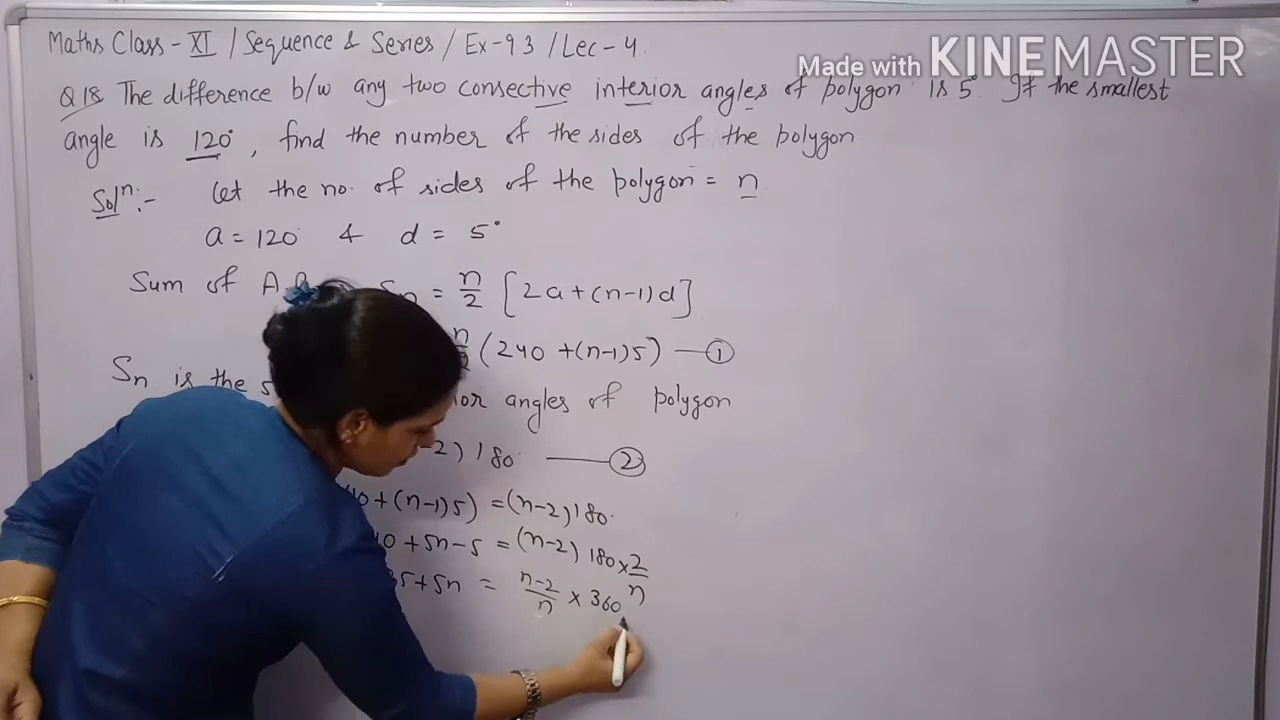 Maths Class - XI / Sequence & Series / Ex-9.3 / Lec-4.
Made with KINEMASTER
Q18 The difference b/w any two consective interior angles of polygon is 5°. If the smallest
angle is 120°, find the number of the sides of the polygon
Solⁿ:- Let the no. of sides of the polygon = n
a = 120° & d = 5°
Sum of A = n/2 [2a+(n-1)d]
(240 +(n-1)5) — ①
Sn is the angles of polygon
2) 180 — ②
+(n-1)5) = (n-2)180
+5n-5 = (n-2) 180 × 2/n
+5n = n-2/n × 360